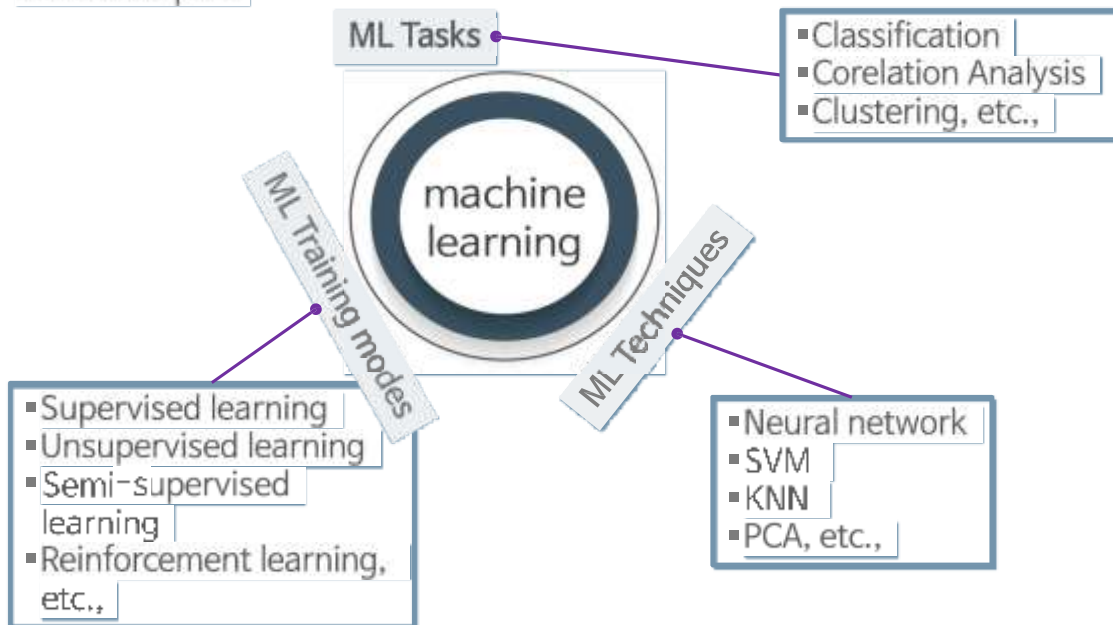 ML Tasks
▪Classification
▪Corelation Analysis
▪Clustering, etc.,
machine
learning
ML Training modes
ML Techniques
▪Supervised learning
▪Unsupervised learning
▪Semi-supervised
learning
▪Reinforcement learning,
etc.,
▪Neural network
▪SVM
▪KNN
▪PCA, etc.,